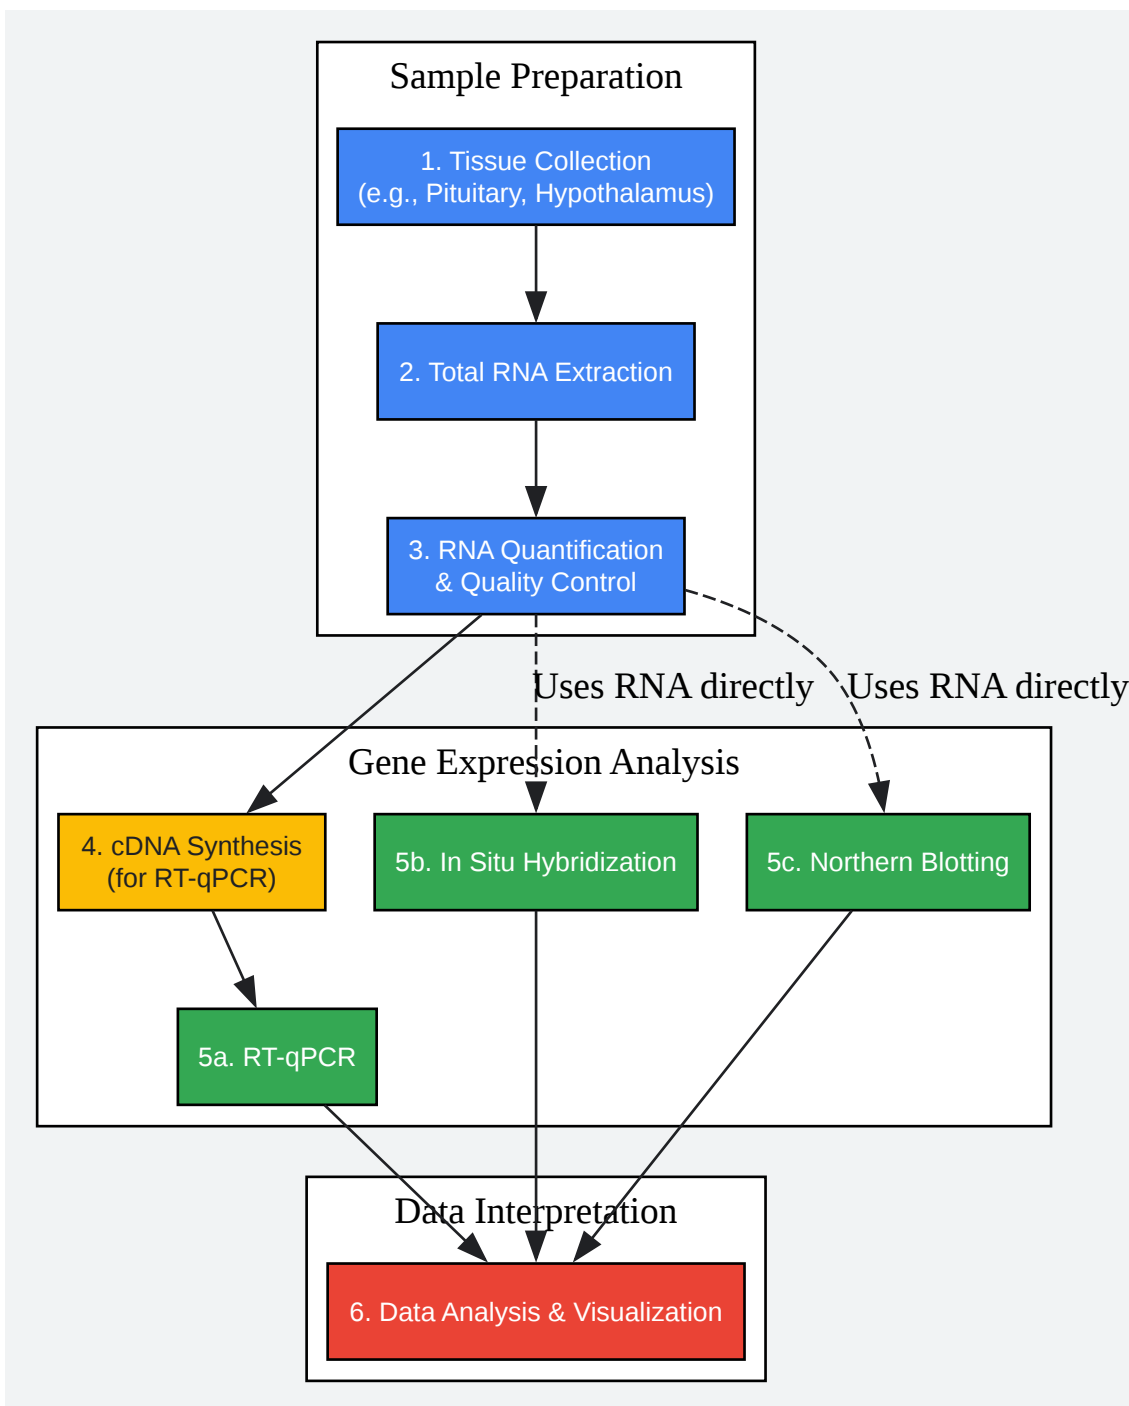 Sample Preparation
1. Tissue Collection
(e.g., Pituitary, Hypothalamus)
2. Total RNA Extraction
3. RNA Quantification
& Quality Control
Uses RNA directly
Uses RNA directly
Gene Expression Analysis
4. cDNA Synthesis
(for RT-qPCR)
5b. In Situ Hybridization
5c. Northern Blotting
5a. RT-qPCR
Data Interpretation
6. Data Analysis & Visualization